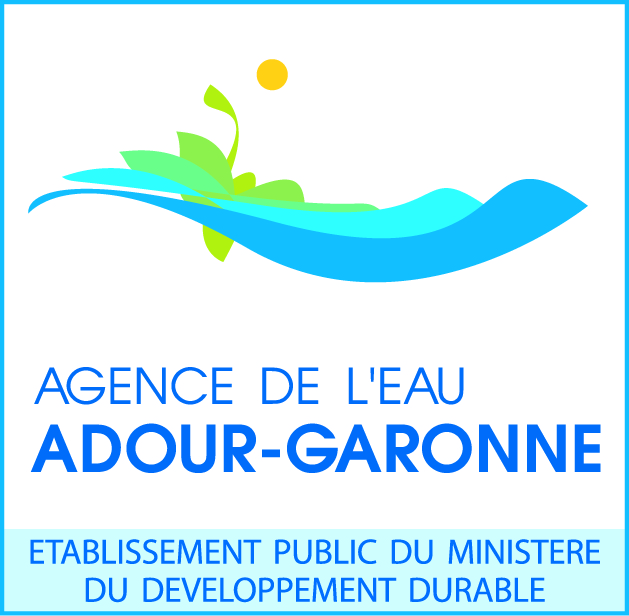 AGENCE DE L'EAU
ADOUR-GARONNE
ETABLISSEMENT PUBLIC DU MINISTERE
DU DEVELOPPEMENT DURABLE